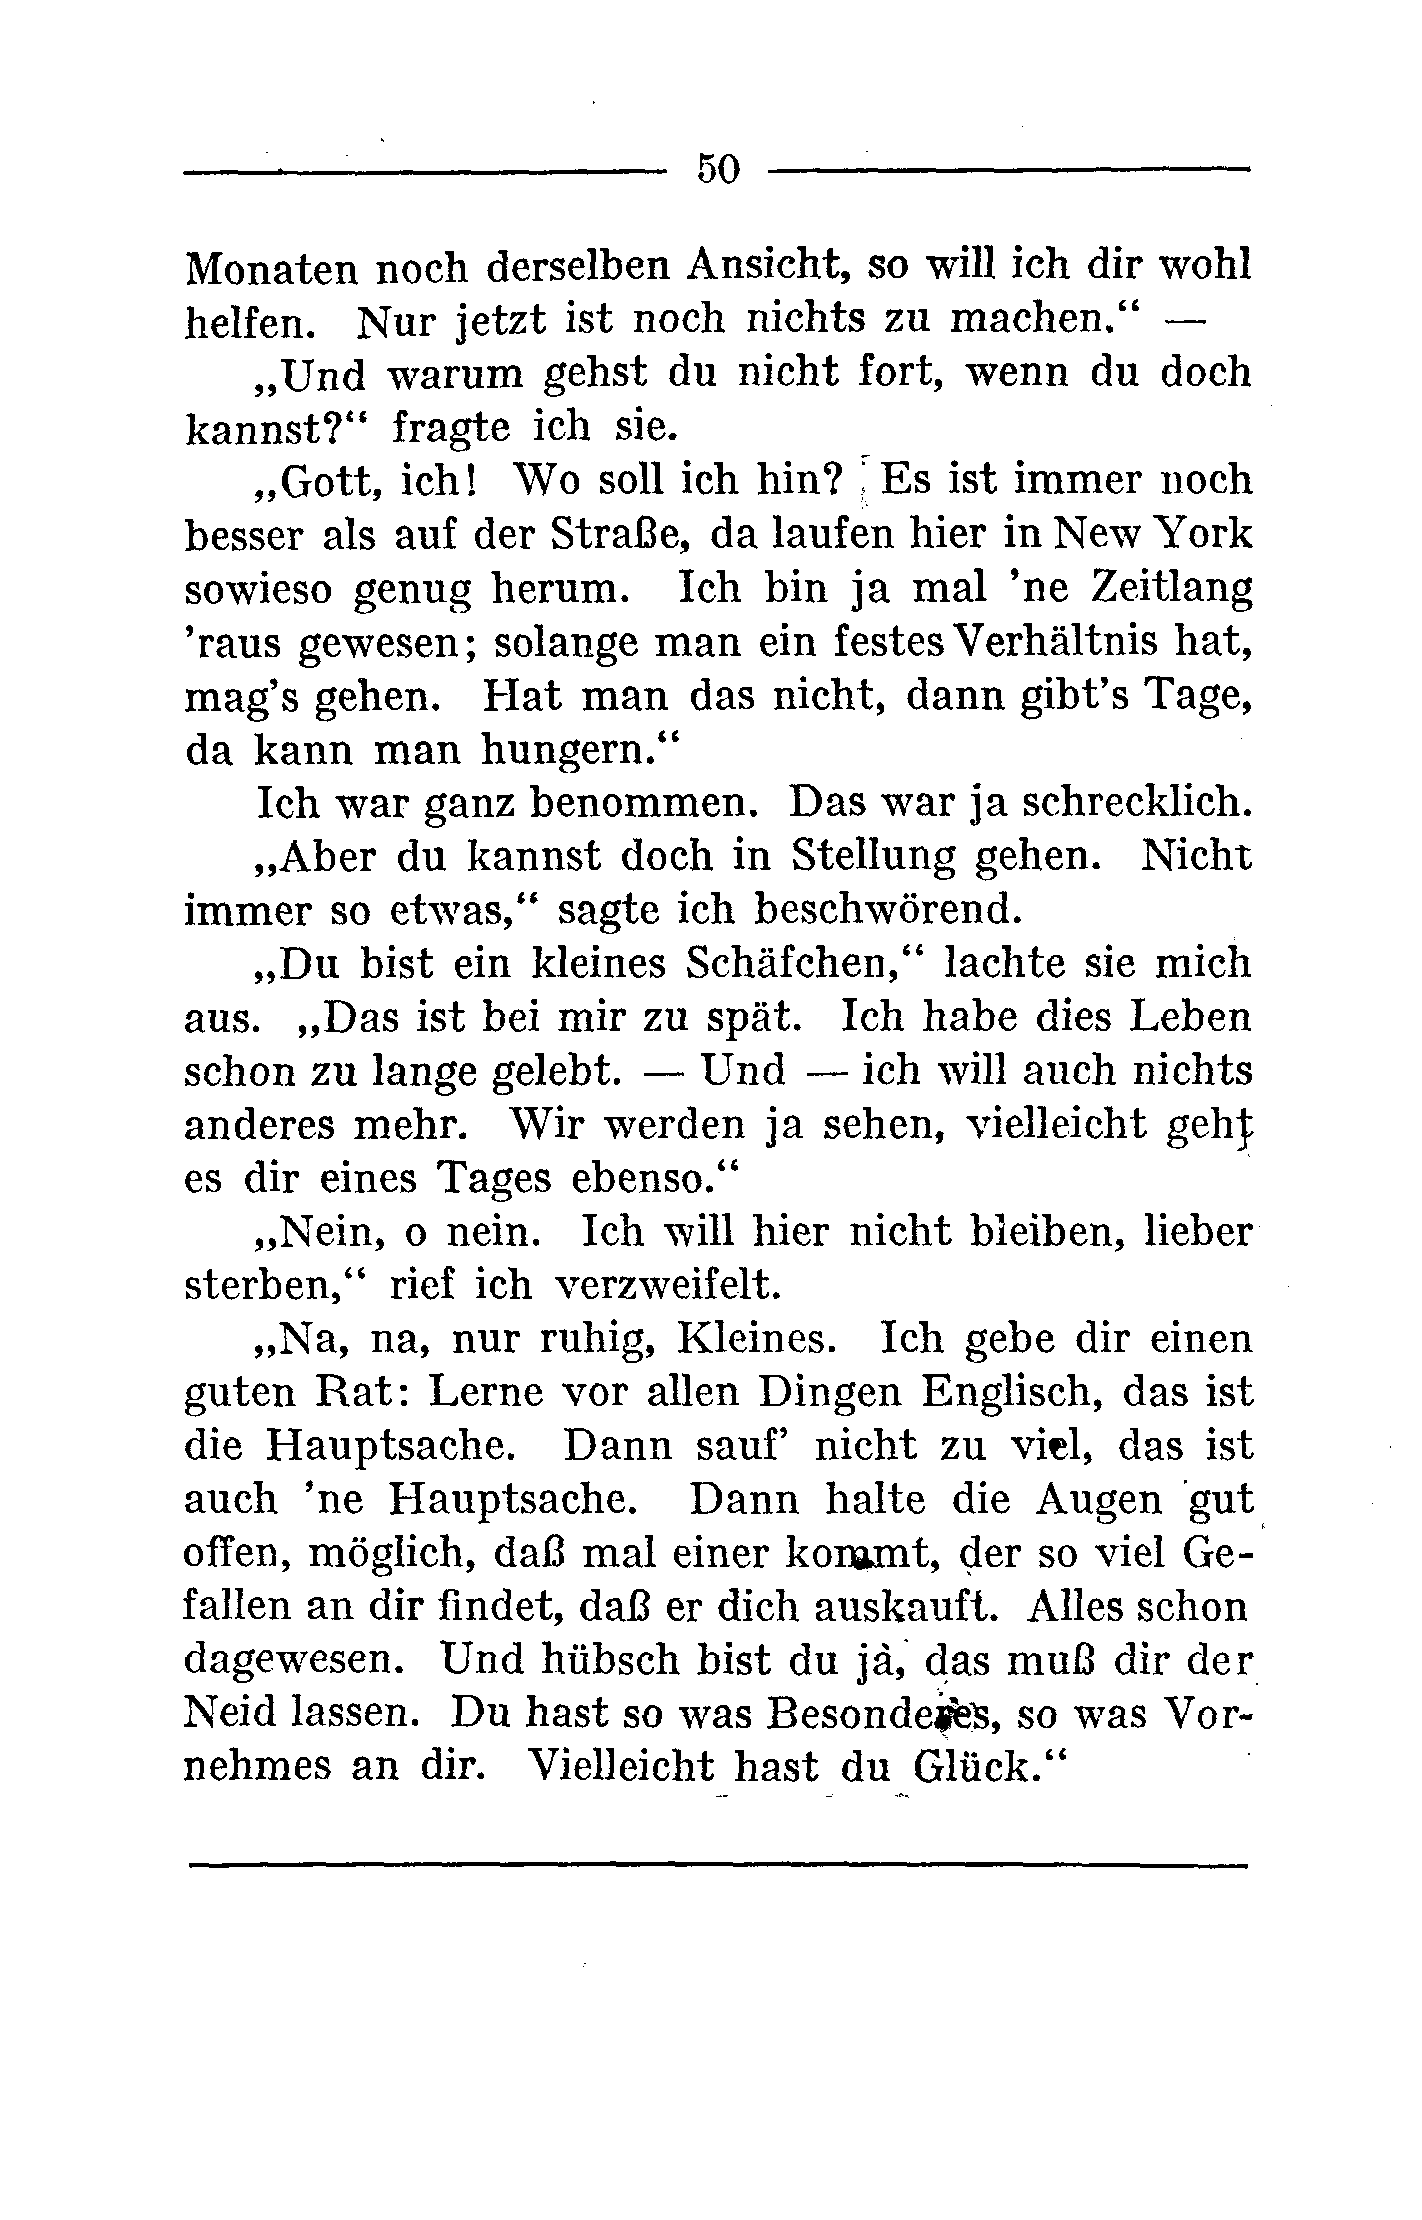 50
Monaten noch derselben Ansicht, so will ich dir wohl
helfen. Nur jetzt ist noch nichts zu machen.“ —
„Und warum gehst du nicht fort, wenn du doch
kannst?“ fragte ich sie.
„Gott, ich! Wo soll ich hin? Es ist immer noch
besser als auf der Straße, da laufen hier in New York
sowieso genug herum. Ich bin ja mal ’ne Zeitlang
’raus gewesen; solange man ein festes Verhältnis hat,
mag’s gehen. Hat man das nicht, dann gibt’s Tage,
da kann man hungern.“
Ich war ganz benommen. Das war ja schrecklich.
„Aber du kannst doch in Stellung gehen. Nicht
immer so etwas,“ sagte ich beschwörend.
„Du bist ein kleines Schäfchen,“ lachte sie mich
aus. „Das ist bei mir zu spät. Ich habe dies Leben
schon zu lange gelebt. — Und — ich will auch nichts
anderes mehr. Wir werden ja sehen, vielleicht geht
es dir eines Tages ebenso.“
„Nein, o nein. Ich will hier nicht bleiben, lieber
sterben,“ rief ich verzweifelt.
„Na, na, nur ruhig, Kleines. Ich gebe dir einen
guten Rat: Lerne vor allen Dingen Englisch, das ist
die Hauptsache. Dann sauf’ nicht zu viel, das ist
auch ’ne Hauptsache. Dann halte die Augen gut
offen, möglich, daß mal einer kommt, der so viel Ge-
fallen an dir findet, daß er dich auskauft. Alles schon
dagewesen. Und hübsch bist du ja, das muß dir der
Neid lassen. Du hast so was Besonderes, so was Vor-
nehmes an dir. Vielleicht hast du Glück.“